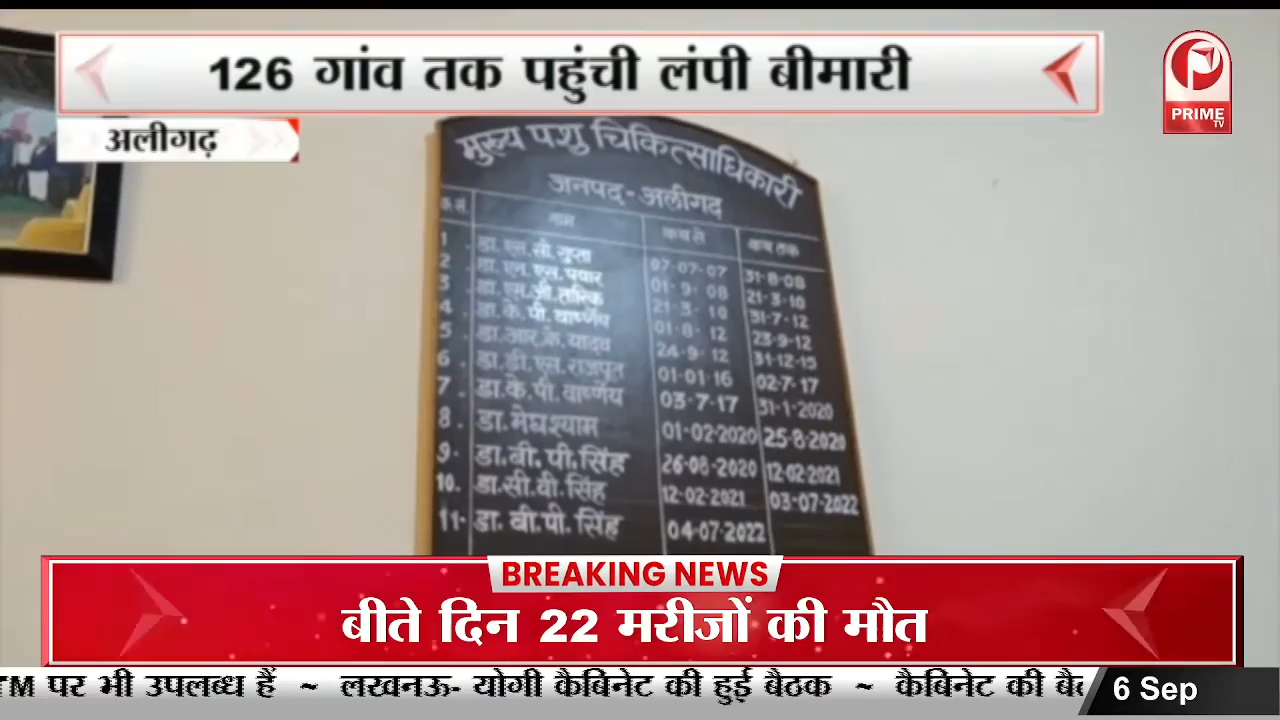 126 गांव तक पहुंची लंपी बीमारी
PRIME TV
अलीगढ़
मुख्य पशु चिकित्साधिकारी
जनपद-अलीगढ
क.सं. नाम कब से कब तक
1 डा.एस.सी.गुप्ता 07-07-07 31-8-08
2 डा.एन.एस.पवार 01-9-08 21-3-10
3 डा.एस.जी.तारिक 21-3-10 31-7-12
4. डा.के.पी.वार्ष्णेय 01-8-12 23-9-12
5. डा.आर.के.यादव 24-9-12 31-12-15
6. डा.डी.एस.राजपूत 01-01-16 02-7-17
7. डा.के.पी.वार्ष्णेय 03-7-17 31-1-2020
8. डा.मेघश्याम 01-02-2020 25-8-2020
9. डा.बी.पी.सिंह 26-08-2020 12-02-2021
10. डा.सी.वी.सिंह 12-02-2021 03-07-2022
11- डा. बी.पी. सिंह 04-07-2022
BREAKING NEWS
बीते दिन 22 मरीजों की मौत
TM पर भी उपलब्ध हैं ~ लखनऊ- योगी कैबिनेट की हुई बैठक ~ कैबिनेट की
6 Sep